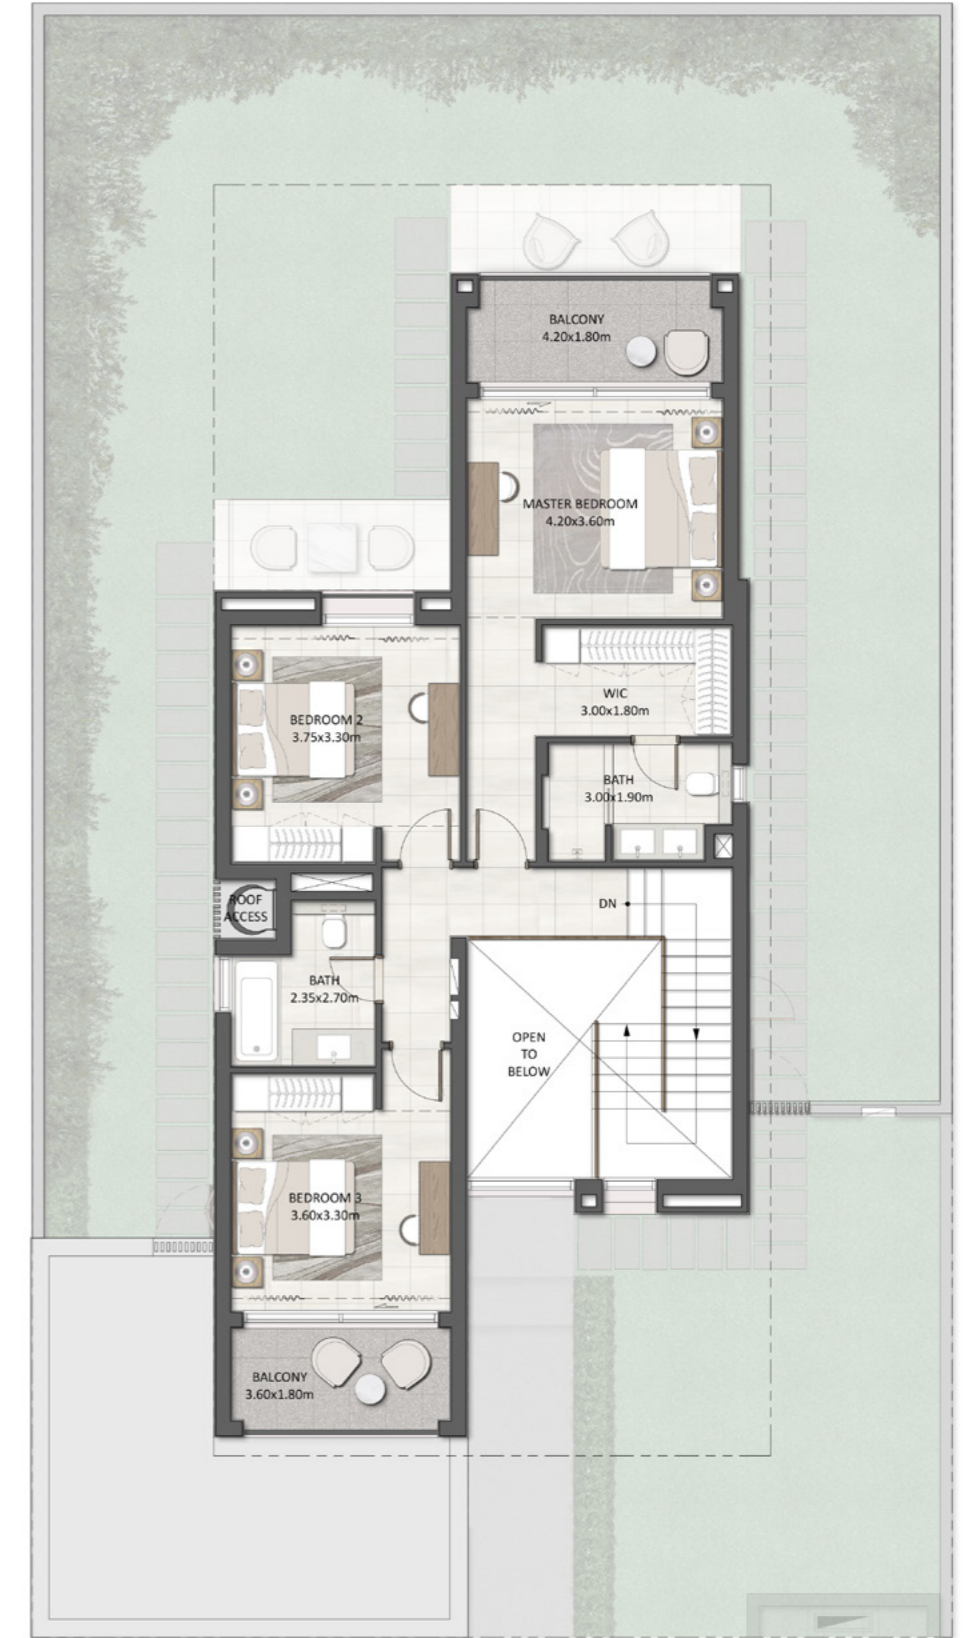 BALCONY
4.20x1.80m
MASTER BEDROOM
4.20x3.60m
WIC
3.00x1.80m
BEDROOM 2
3.75x3.30m
BATH
3.00x1.90m
ROOF
ACCESS
DN
BATH
2.35x2.70m
OPEN
TO
BELOW
BEDROOM 3
3.60x3.30m
BALCONY
3.60x1.80m